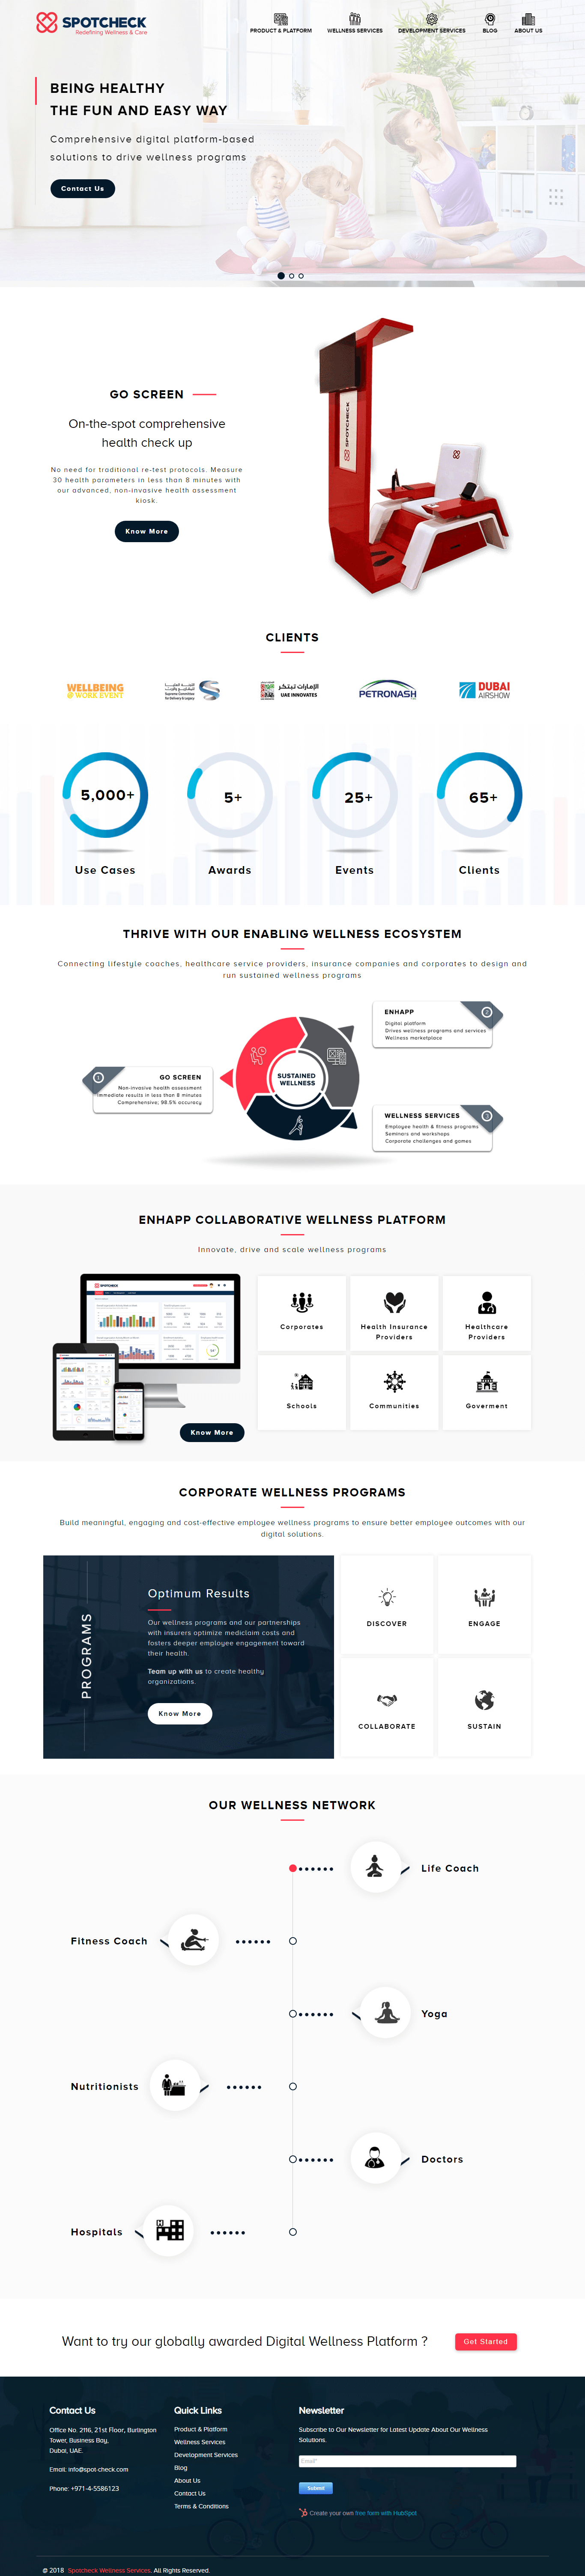 SPOTCHECK
Redefining Wellness & Care
PRODUCT & PLATFORM
WELLNESS SERVICES
DEVELOPMENT SERVICES
BLOG
ABOUT US
BEING HEALTHY
THE FUN AND EASY WAY
Comprehensive digital platform-based
solutions to drive wellness programs
Contact Us
GO SCREEN
On-the-spot comprehensive
health check up
No need for traditional re-test protocols. Measure
30 health parameters in less than 8 minutes with
our advanced, non-invasive health assessment
kiosk.
Know More
SPOTCHECK
CLIENTS
WELLBEING
@ WORK EVENT
Supreme Committee
for Delivery & Legacy
الإمارات تبتكر
UAE INNOVATES
PETRONASH
DUBAI
AIRSHOW
5,000+
Use Cases
5+
Awards
25+
Events
65+
Clients
THRIVE WITH OUR ENABLING WELLNESS ECOSYSTEM
Connecting lifestyle coaches, healthcare service providers, insurance companies and corporates to design and
run sustained wellness programs
ENHAPP
2
Digital platform
Drives wellness programs and services
Wellness marketplace
1
GO SCREEN
Non-invasive health assessment
Immediate results in less than 8 minutes
Comprehensive; 98.5% accuracy
SUSTAINED
WELLNESS
WELLNESS SERVICES
3
Employee health & fitness programs
Seminars and workshops
Corporate challenges and games
ENHAPP COLLABORATIVE WELLNESS PLATFORM
Innovate, drive and scale wellness programs
SPOTCHECK
Know More
Corporates
Health Insurance
Providers
Healthcare
Providers
Schools
Communities
Goverment
CORPORATE WELLNESS PROGRAMS
Build meaningful, engaging and cost-effective employee wellness programs to ensure better employee outcomes with our
digital solutions.
PROGRAMS
Optimum Results
Our wellness programs and our partnerships
with insurers optimize mediclaim costs and
fosters deeper employee engagement toward
their health.
Team up with us to create healthy
organizations.
Know More
DISCOVER
ENGAGE
COLLABORATE
SUSTAIN
OUR WELLNESS NETWORK
Life Coach
Fitness Coach
Yoga
Nutritionists
Doctors
Hospitals
Want to try our globally awarded Digital Wellness Platform ?
Get Started
Contact Us
Office No. 2116, 21st Floor, Burlington
Tower, Business Bay,
Dubai, UAE.
Email: info@spot-check.com
Phone: +971-4-5586123
Quick Links
Product & Platform
Wellness Services
Development Services
Blog
About Us
Contact Us
Terms & Conditions
Newsletter
Subscribe to Our Newsletter for Latest Update About Our Wellness
Solutions.
Email*
Submit
Create your own free form with HubSpot
© 2018 Spotcheck Wellness Services. All Rights Reserved.